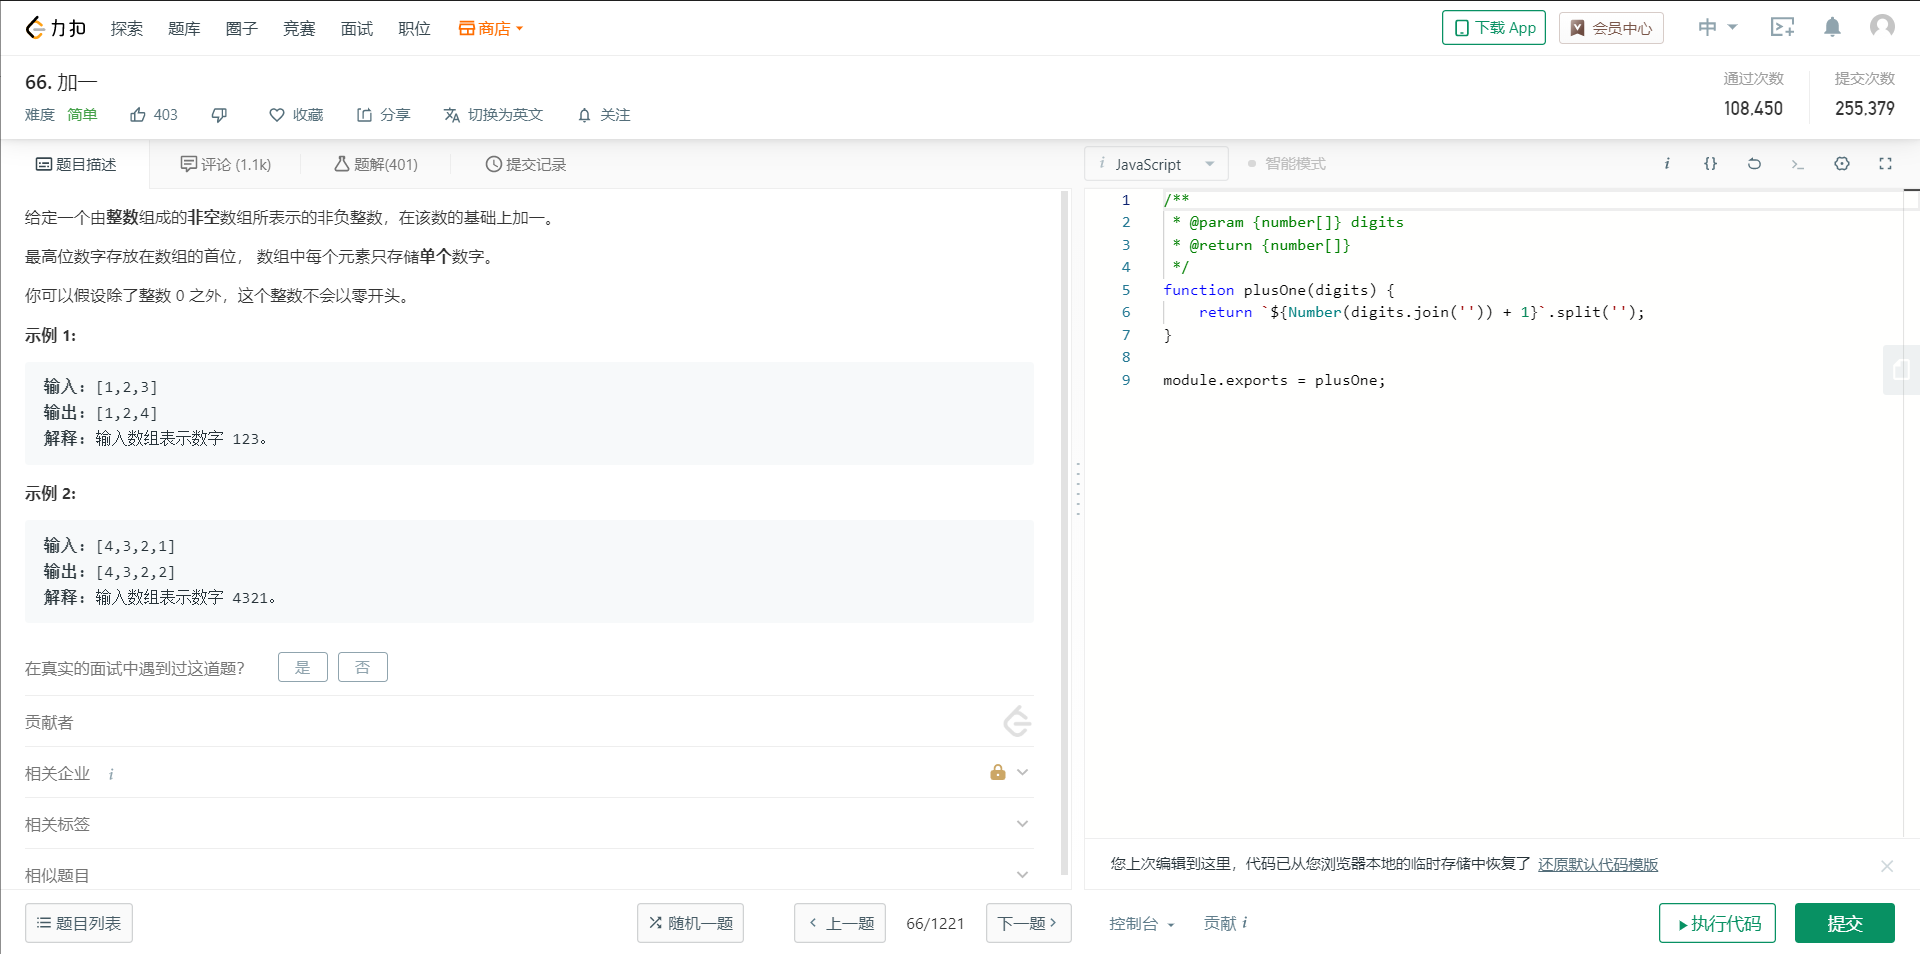 力扣 探索 题库 圈子 竞赛 面试 职位 商店 下载 App 会员中心 中
66. 加一
通过次数 提交次数
108,450 255,379
难度 简单 403 收藏 分享 切换为英文 关注
题目描述 评论 (1.1k) 题解(401) 提交记录
给定一个由整数组成的非空数组所表示的非负整数，在该数的基础上加一。
最高位数字存放在数组的首位， 数组中每个元素只存储单个数字。
你可以假设除了整数 0 之外，这个整数不会以零开头。
示例 1:
输入: [1,2,3]
输出: [1,2,4]
解释: 输入数组表示数字 123。
示例 2:
输入: [4,3,2,1]
输出: [4,3,2,2]
解释: 输入数组表示数字 4321。
在真实的面试中遇到过这道题? 是 否
贡献者
相关企业 i
相关标签
相似题目
题目列表 随机一题 上一题 66/1221 下一题
i JavaScript 智能模式 i {} >_
1 /**
2 * @param {number[]} digits
3 * @return {number[]}
4 */
5 function plusOne(digits) {
6 return `${Number(digits.join('')) + 1}`.split('');
7 }
8
9 module.exports = plusOne;
您上次编辑到这里，代码已从您浏览器本地的临时存储中恢复了 还原默认代码模版
控制台 贡献 i 执行代码 提交